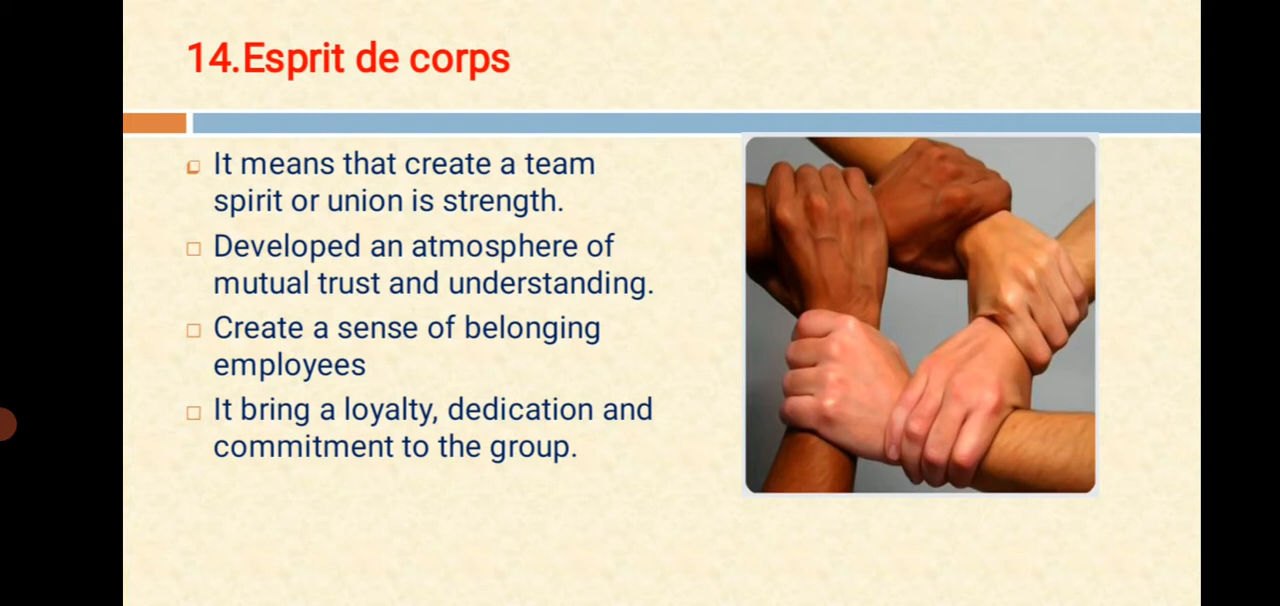 14.Esprit de corps
It means that create a team
spirit or union is strength.
Developed an atmosphere of
mutual trust and understanding.
Create a sense of belonging
employees
It bring a loyalty, dedication and
commitment to the group.